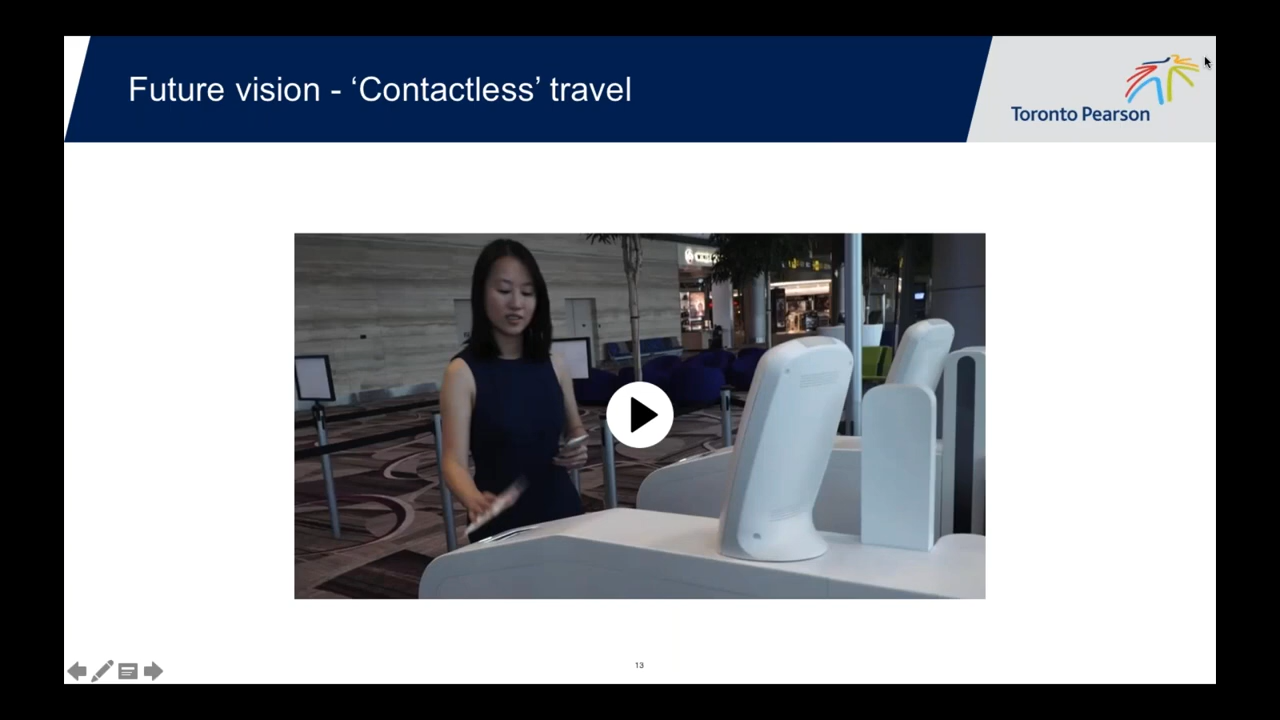 Future vision - ‘Contactless’ travel
Toronto Pearson
13